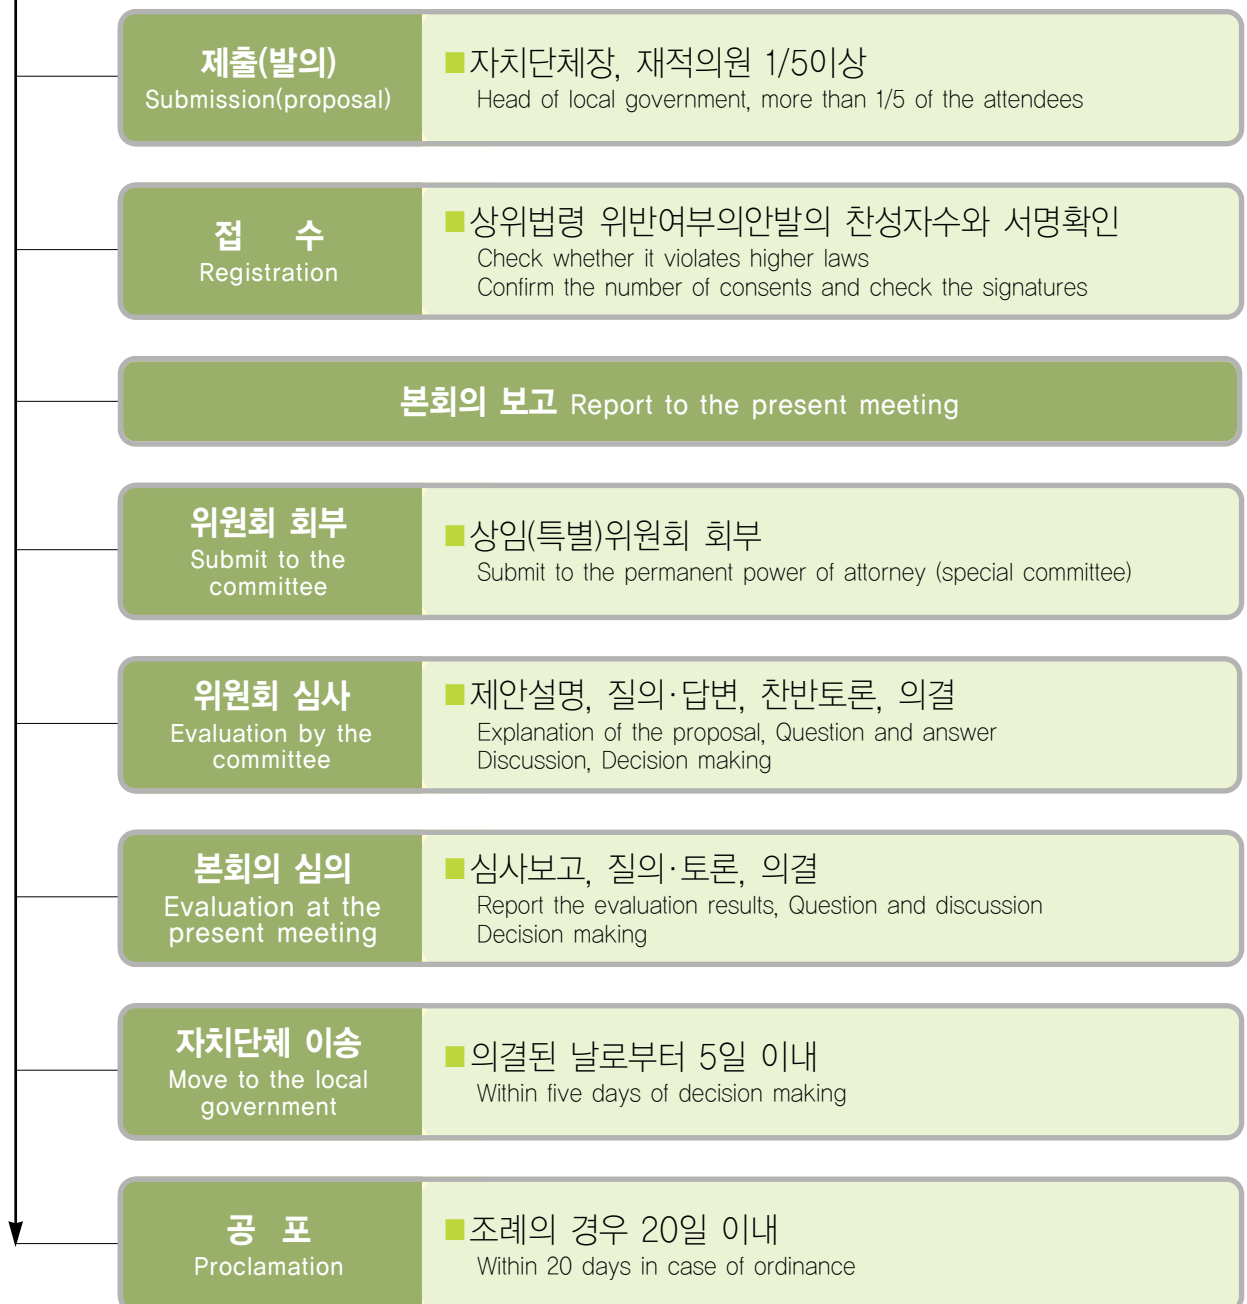 제출(발의)
Submission(proposal)
■자치단체장, 재적의원 1/5이상
Head of local government, more than 1/5 of the attendees
접 수
Registration
■상위법령 위반여부의안발의 찬성자수와 서명확인
Check whether it violates higher laws
Confirm the number of consents and check the signatures
본회의 보고 Report to the present meeting
위원회 회부
Submit to the
committee
■상임(특별)위원회 회부
Submit to the permanent power of attorney (special committee)
위원회 심사
Evaluation by the
committee
■제안설명, 질의·답변, 찬반토론, 의결
Explanation of the proposal, Question and answer
Discussion, Decision making
본회의 심의
Evaluation at the
present meeting
■심사보고, 질의·토론, 의결
Report the evaluation results, Question and discussion
Decision making
자치단체 이송
Move to the local
government
■의결된 날로부터 5일 이내
Within five days of decision making
공 포
Proclamation
■조례의 경우 20일 이내
Within 20 days in case of ordinance